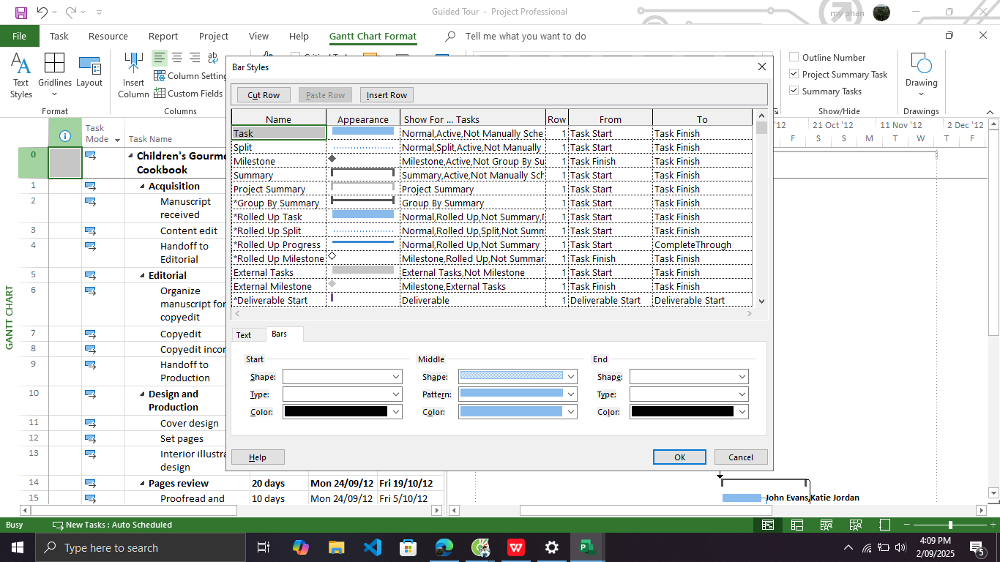 Guided Tour - Project Professional
my phan
File Task Resource Report Project View Help Gantt Chart Format Tell me what you want to do
Text Styles
Gridlines
Layout
Format
Insert Column
ab
Column Setting
Custom Fields
Columns
Outline Number
Project Summary Task
Summary Tasks
Show/Hide
Drawing
Drawings
Bar Styles
Cut Row Paste Row Insert Row
Name Appearance Show For ... Tasks Row From To
Task Normal,Active,Not Manually Sche 1 Task Start Task Finish
Split Normal,Split,Active,Not Manually 1 Task Start Task Finish
Milestone Milestone,Active,Not Group By Su 1 Task Finish Task Finish
Summary Summary,Active,Not Manually Sch 1 Task Start Task Finish
Project Summary Project Summary 1 Task Start Task Finish
*Group By Summary Group By Summary 1 Task Start Task Finish
*Rolled Up Task Normal,Rolled Up,Not Summary, 1 Task Start Task Finish
*Rolled Up Split Normal,Rolled Up,Split,Not Summ 1 Task Start Task Finish
*Rolled Up Progress Normal,Rolled Up,Not Summary 1 Task Start CompleteThrough
*Rolled Up Milestone Milestone,Rolled Up,Not Summar 1 Task Finish Task Finish
External Tasks External Tasks,Not Milestone 1 Task Start Task Finish
External Milestone Milestone,External Tasks 1 Task Finish Task Finish
*Deliverable Start Deliverable 1 Deliverable Start Deliverable Start
Text Bars
Start Middle End
Shape: Shape: Shape:
Type: Pattern: Type:
Color: Color: Color:
Help OK Cancel
Task Mode Task Name
0 Children's Gourme
Cookbook
1 Acquisition
2 Manuscript
received
3 Content edit
4 Handoff to
Editorial
5 Editorial
6 Organize
manuscript for
copyedit
7 Copyedit
8 Copyedit incor
9 Handoff to
Production
10 Design and
Production
11 Cover design
12 Set pages
13 Interior illustra
design
14 Pages review 20 days Mon 24/09/12 Fri 19/10/12
15 Proofread and 10 days Mon 24/09/12 Fri 5/10/12
'12 21 Oct '12 11 Nov '12 2 Dec '12
F S S M T W T F
John Evans,Katie Jordan
GANTT CHART
Busy New Tasks : Auto Scheduled
Type here to search
4:09 PM
2/09/2025
5